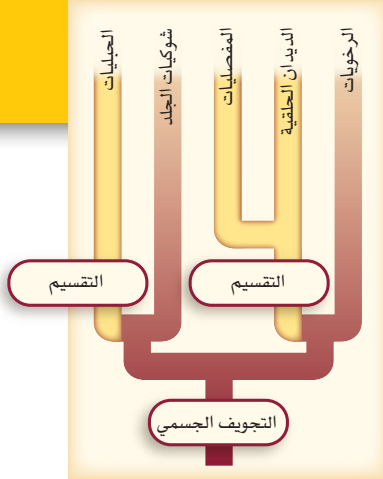 الرخويات
الديدان الحلقية
المفصليات
شوكيات الجلد
الحبليات
التقسيم
التقسيم
التجويف الجسمي